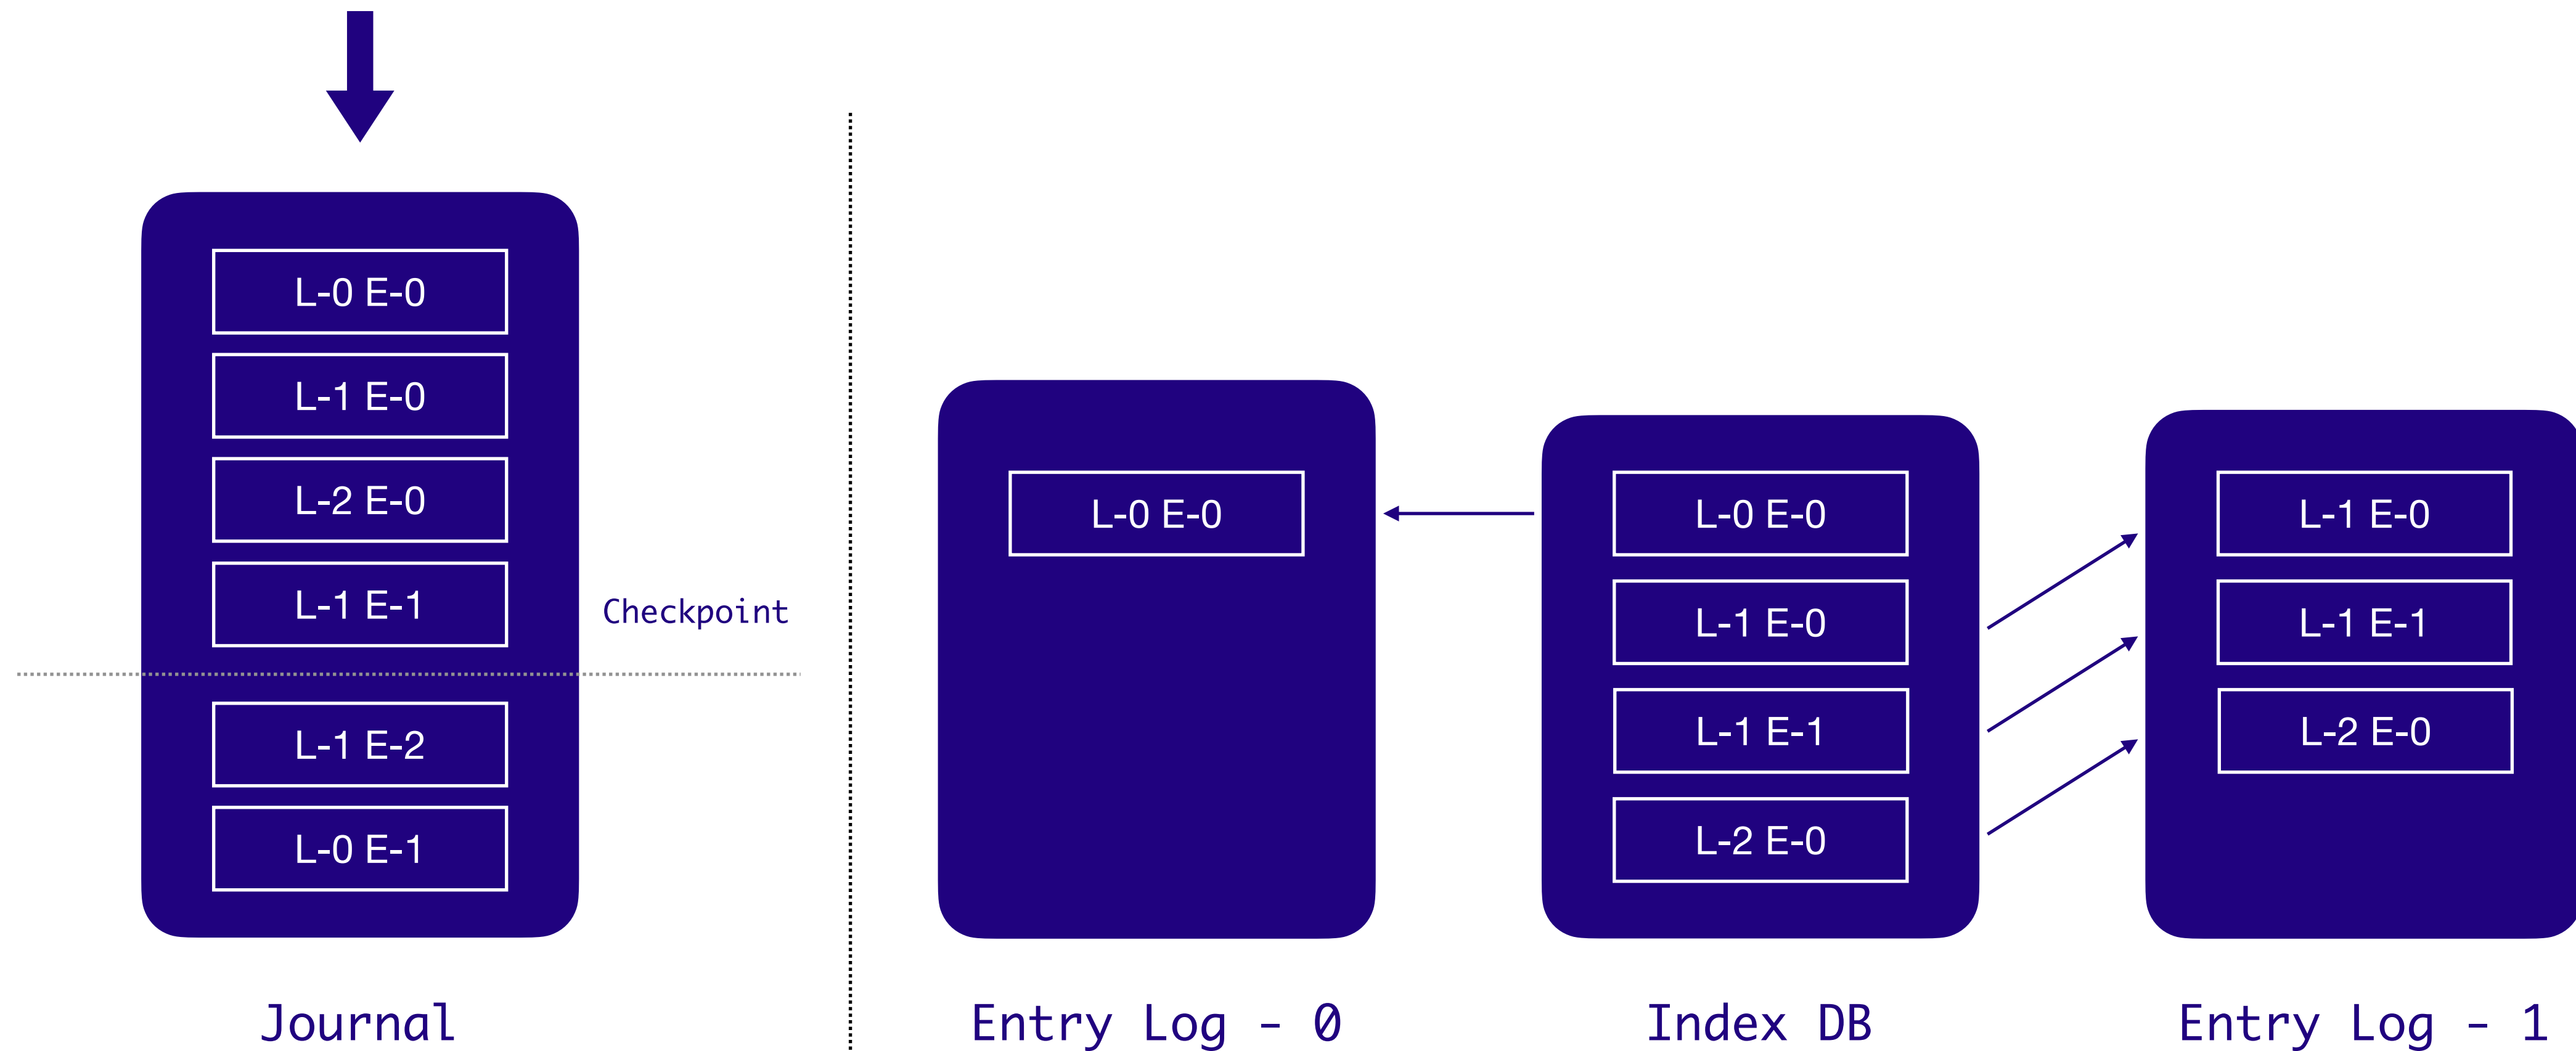 L-0 E-0
L-1 E-0
L-2 E-0
L-1 E-1
Checkpoint
L-1 E-2
L-0 E-1
Journal
L-0 E-0
Entry Log - 0
L-0 E-0
L-1 E-0
L-1 E-1
L-2 E-0
Index DB
L-1 E-0
L-1 E-1
L-2 E-0
Entry Log - 1